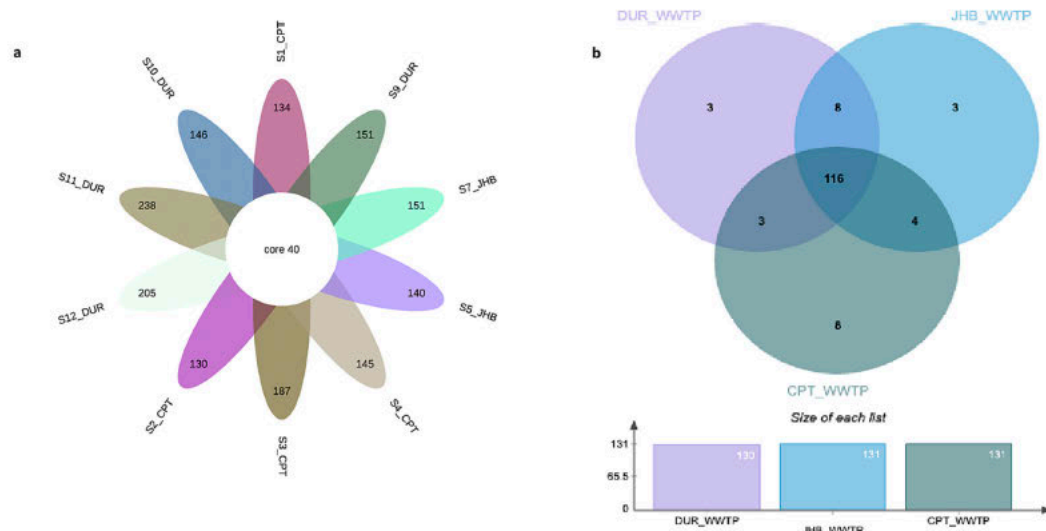 a
S10_DUR
S1_CPT
S9_DUR
134
146
151
S11_DUR
S7_JHB
238
151
core 40
S12_DUR
205
140
S5_JHB
130
187
145
S2_CPT
S3_CPT
S4_CPT
b
DUR_WWTP
JHB_WWTP
3
8
3
116
3
4
8
CPT_WWTP
Size of each list
131
65.5
0
130
131
131
DUR_WWTP
JHB_WWTP
CPT_WWTP